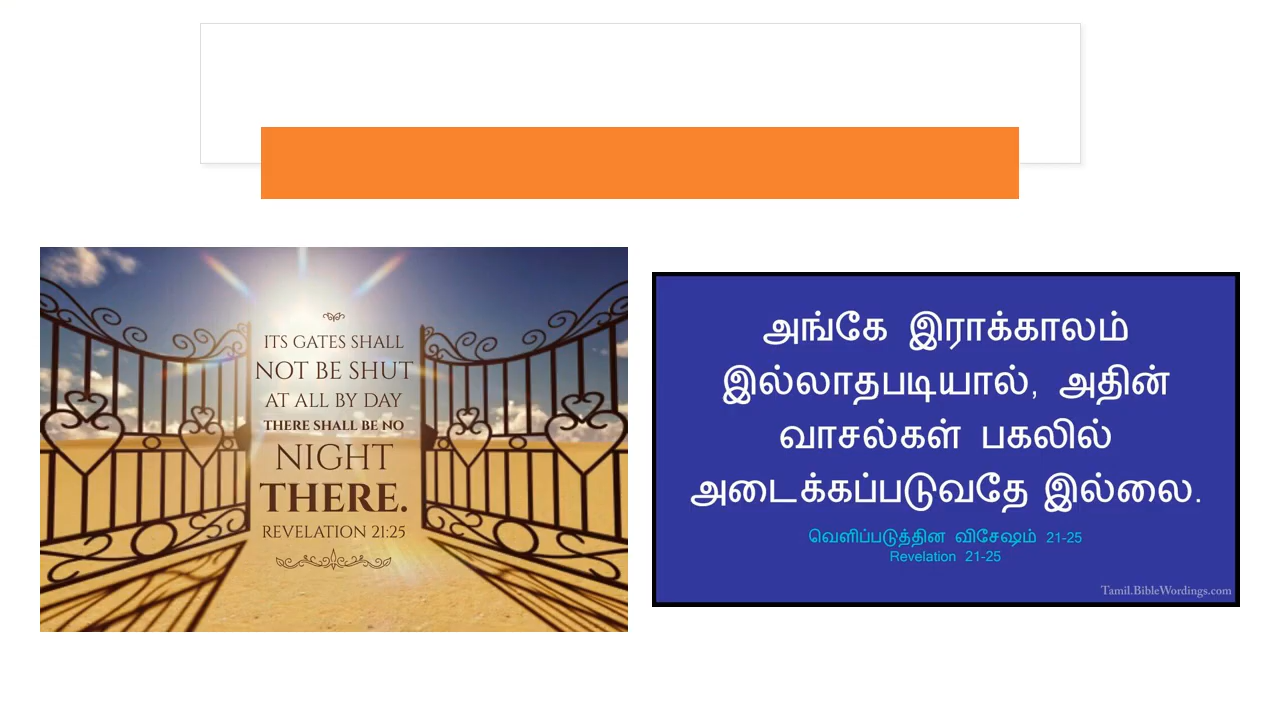 ITS GATES SHALL
NOT BE SHUT
AT ALL BY DAY
THERE SHALL BE NO
NIGHT
THERE.
REVELATION 21:25
அங்கே இராக்காலம்
இல்லாதபடியால், அதின்
வாசல்கள் பகலில்
அடைக்கப்படுவதே இல்லை.
வெளிப்படுத்தின விசேஷம் 21-25
Revelation 21-25
Tamil.BibleWordings.com